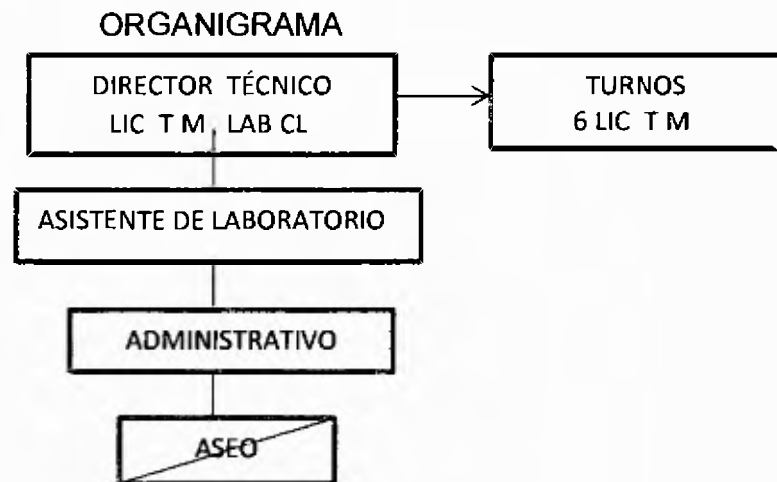 ORGANIGRAMA
DIRECTOR TÉCNICO
LIC T M LAB CL
TURNOS
6 LIC T M
ASISTENTE DE LABORATORIO
ADMINISTRATIVO
ASEO